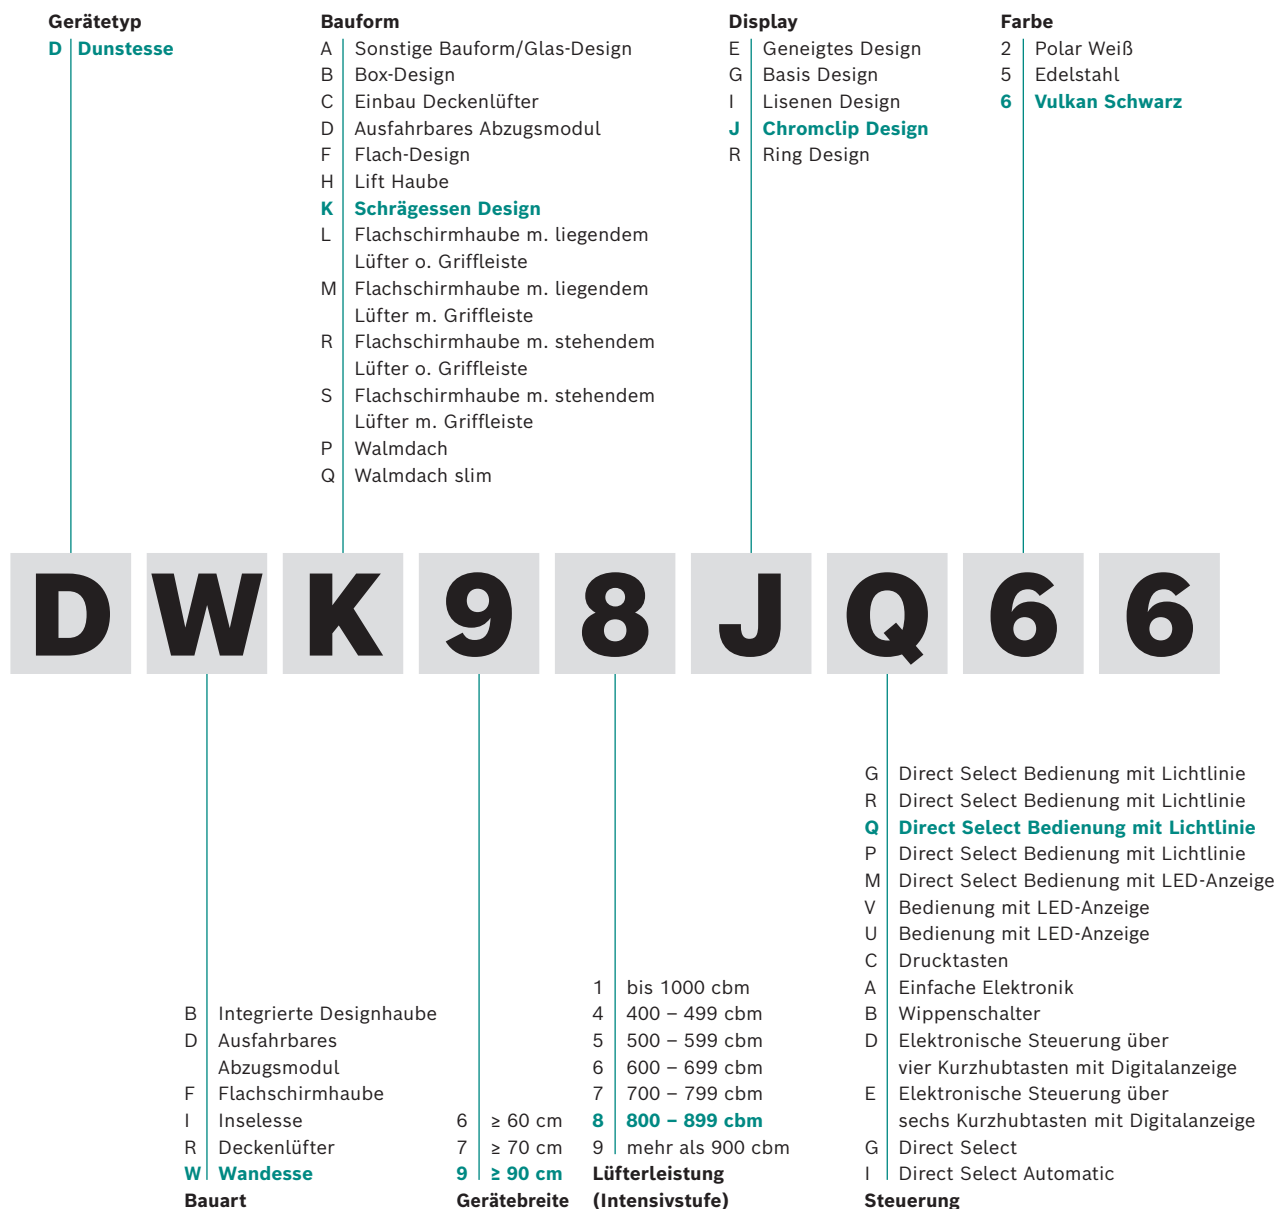 Gerätetyp
D Dunstesse
Bauform
A Sonstige Bauform/Glas-Design
B Box-Design
C Einbau Deckenlüfter
D Ausfahrbares Abzugsmodul
F Flach-Design
H Lift Haube
K Schrägessen Design
L Flachschirmhaube m. liegendem
Lüfter o. Griffleiste
M Flachschirmhaube m. liegendem
Lüfter m. Griffleiste
R Flachschirmhaube m. stehendem
Lüfter o. Griffleiste
S Flachschirmhaube m. stehendem
Lüfter m. Griffleiste
P Walmdach
Q Walmdach slim
Display
E Geneigtes Design
G Basis Design
I Lisenen Design
J Chromclip Design
R Ring Design
Farbe
2 Polar Weiß
5 Edelstahl
6 Vulkan Schwarz
D W K 9 8 J Q 6 6
B Integrierte Designhaube
D Ausfahrbares
Abzugsmodul
F Flachschirmhaube
I Inselesse
R Deckenlüfter
W Wandesse
Bauart
6 ≥ 60 cm
7 ≥ 70 cm
9 ≥ 90 cm
Gerätebreite
1 bis 1000 cbm
4 400 – 499 cbm
5 500 – 599 cbm
6 600 – 699 cbm
7 700 – 799 cbm
8 800 – 899 cbm
9 mehr als 900 cbm
Lüfterleistung
(Intensivstufe)
G Direct Select Bedienung mit Lichtlinie
R Direct Select Bedienung mit Lichtlinie
Q Direct Select Bedienung mit Lichtlinie
P Direct Select Bedienung mit Lichtlinie
M Direct Select Bedienung mit LED-Anzeige
V Bedienung mit LED-Anzeige
U Bedienung mit LED-Anzeige
C Drucktasten
A Einfache Elektronik
B Wippenschalter
D Elektronische Steuerung über
vier Kurzhubtasten mit Digitalanzeige
E Elektronische Steuerung über
sechs Kurzhubtasten mit Digitalanzeige
G Direct Select
I Direct Select Automatic
Steuerung